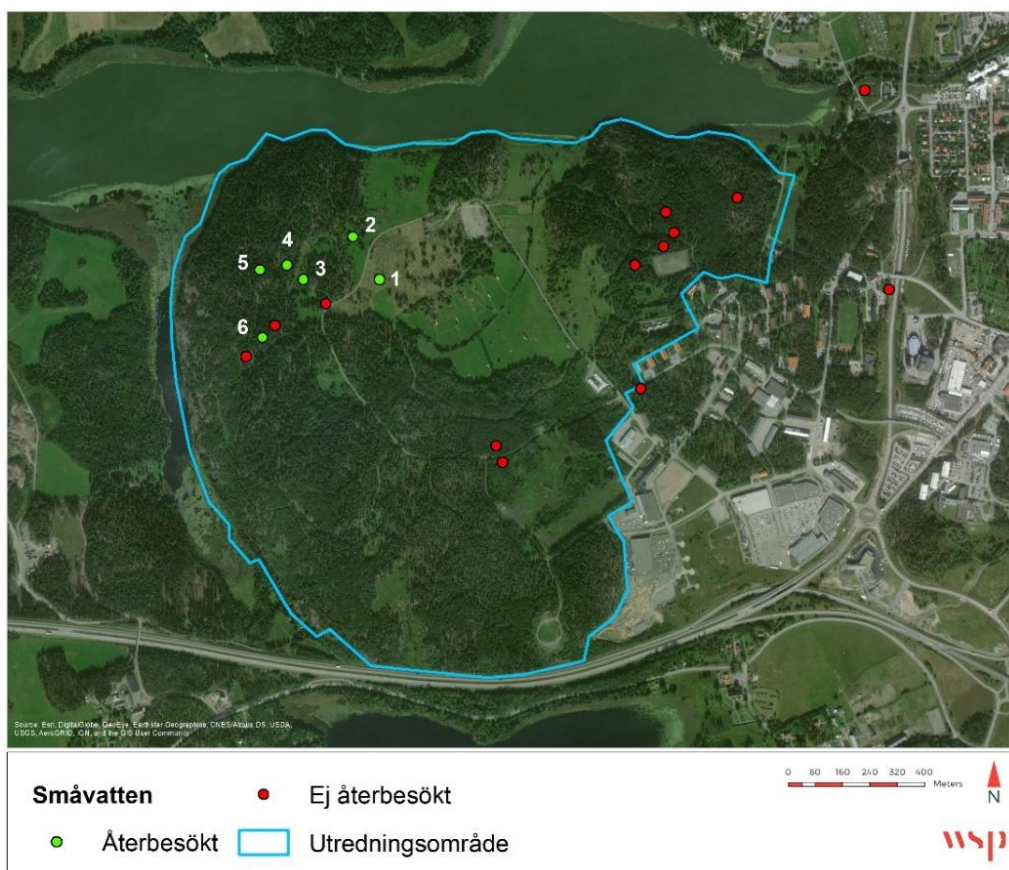 2
4
5
3
1
6
Source: Esri, DigitalGlobe, GeoEye, Earthstar Geographics, CNES/Airbus DS, USDA,
USGS, AeroGRID, IGN, and the GIS User Community
Småvatten
Ej återbesökt
Återbesökt
Utredningsområde
0 80 160 240 320 400
Meters
N
wsp